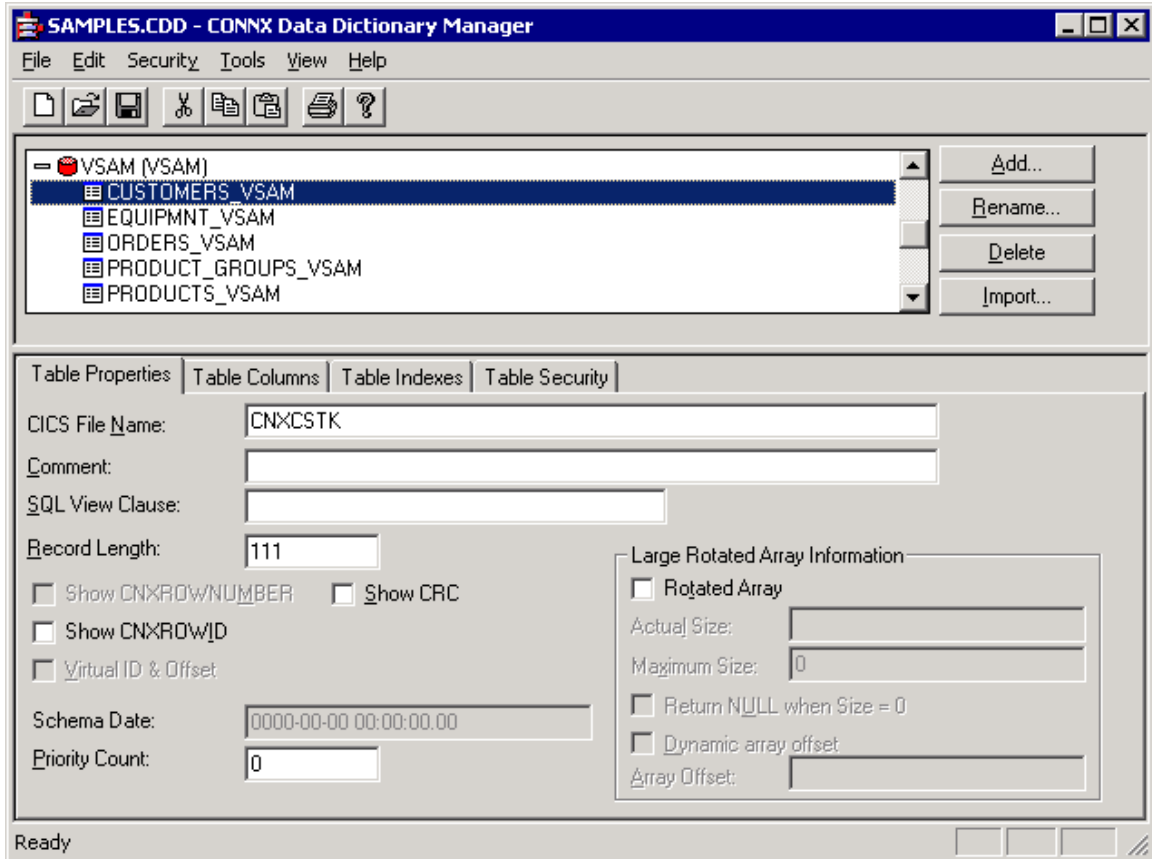 SAMPLES.CDD - CONNX Data Dictionary Manager
File Edit Security Tools View Help
VSAM (VSAM)
CUSTOMERS_VSAM
EQUIPMNT_VSAM
ORDERS_VSAM
PRODUCT_GROUPS_VSAM
PRODUCTS_VSAM
Add...
Rename...
Delete
Import...
Table Properties Table Columns Table Indexes Table Security
CICS File Name: CNXCSTK
Comment:
SQL View Clause:
Record Length: 111
Show CNXROWNUMBER Show CRC
Show CNXROWID
Virtual ID & Offset
Schema Date: 0000-00-00 00:00:00.00
Priority Count: 0
Large Rotated Array Information
Rotated Array
Actual Size:
Maximum Size: 0
Return NULL when Size = 0
Dynamic array offset
Array Offset:
Ready